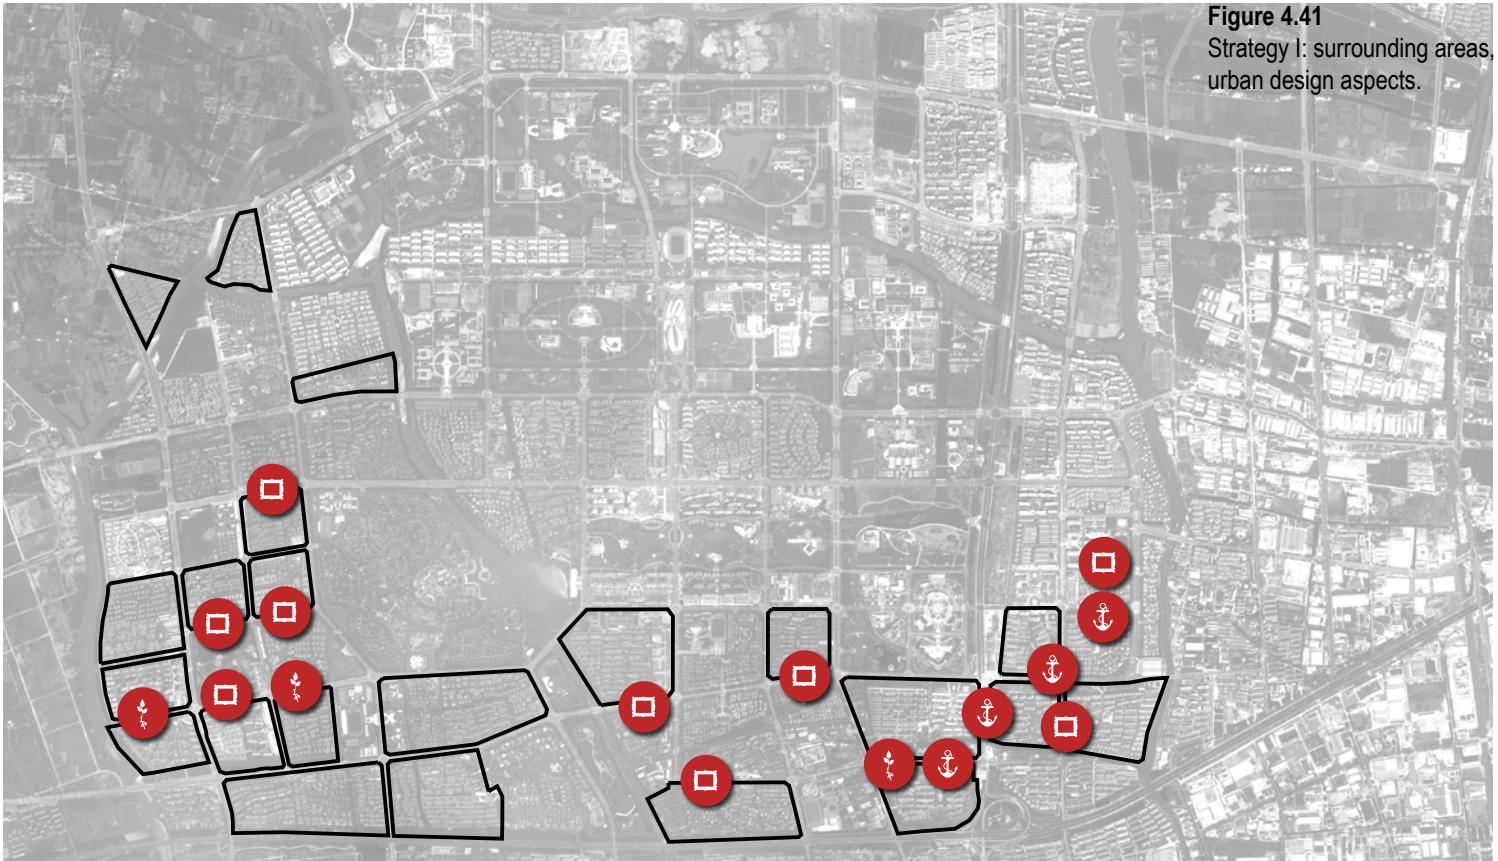 Figure 4.41
Strategy I: surrounding areas,
urban design aspects.